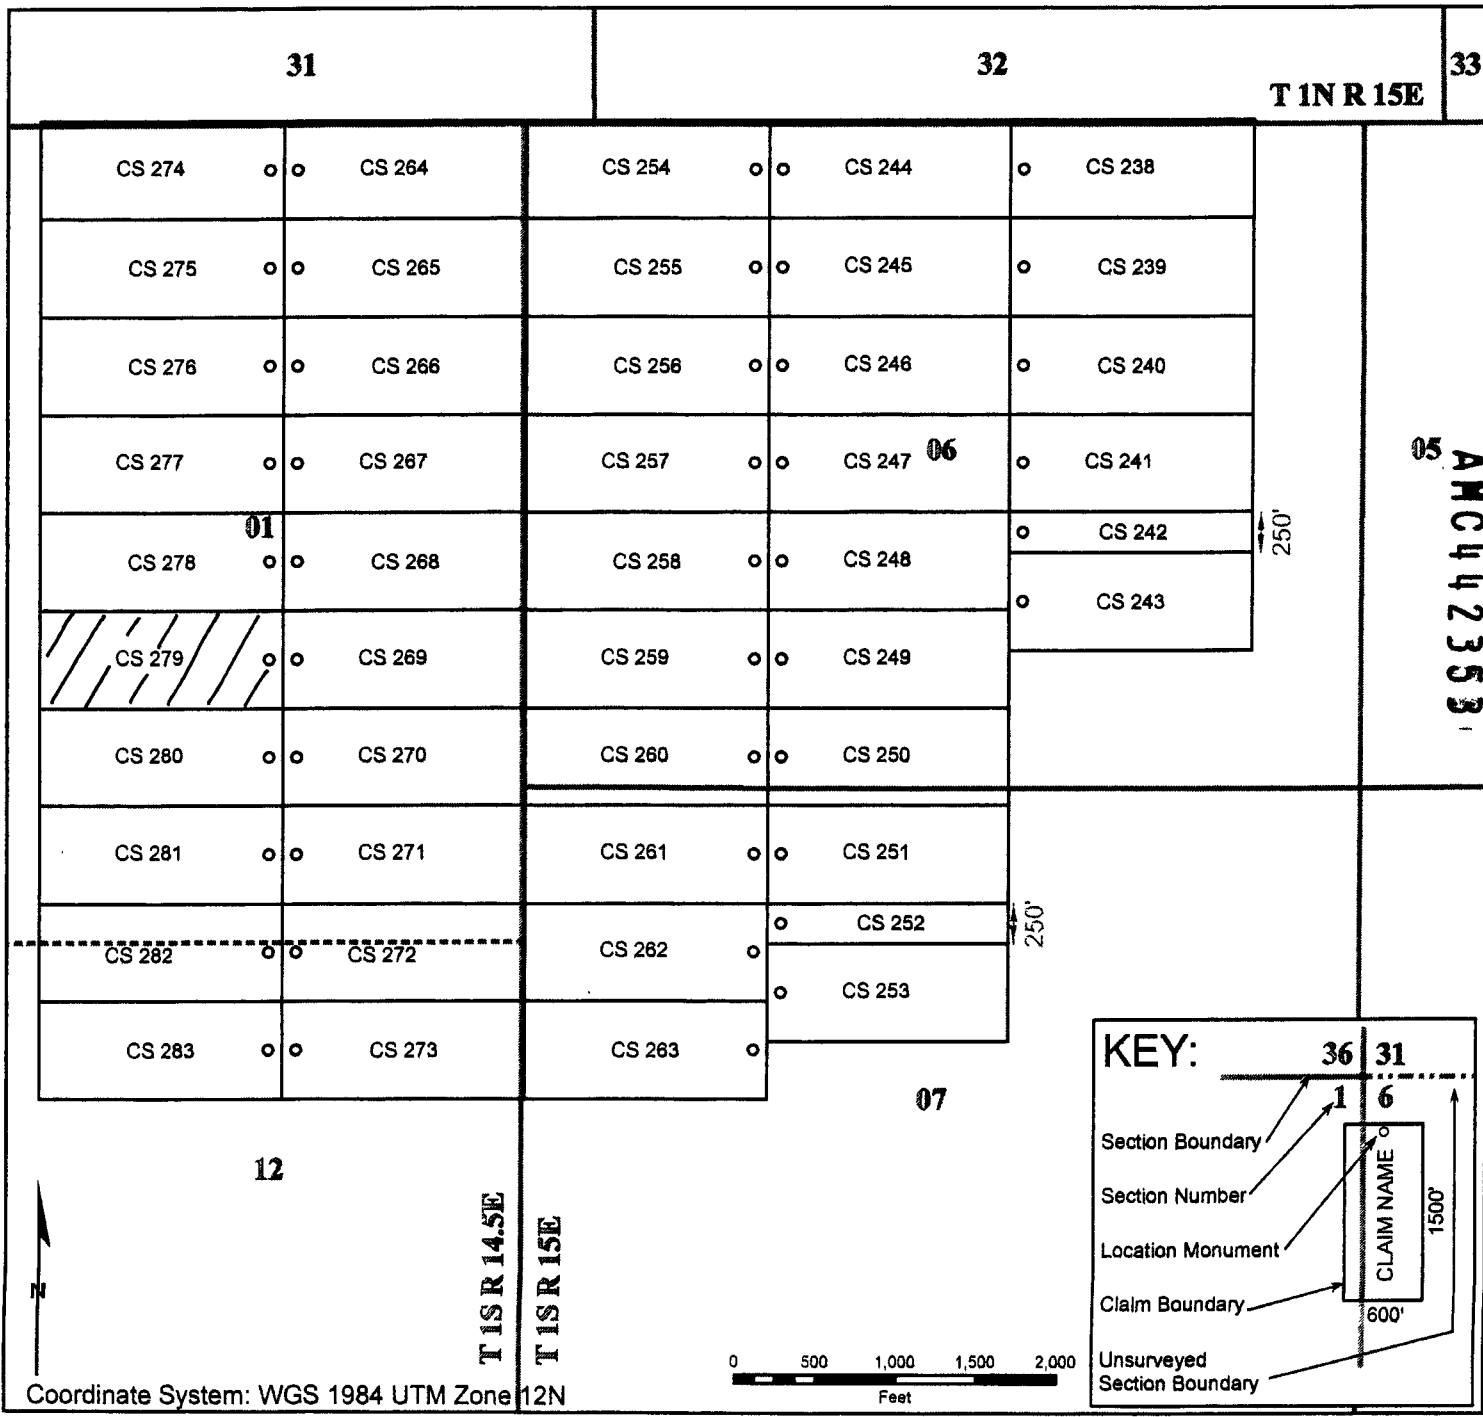 31
32
33
T 1N R 15E
CS 274
CS 264
CS 254
CS 244
CS 238
CS 275
CS 265
CS 255
CS 245
CS 239
CS 276
CS 266
CS 256
CS 246
CS 240
CS 277
CS 267
CS 257
CS 247
06
CS 241
05
01
CS 278
CS 268
CS 258
CS 248
CS 242
250'
CS 243
CS 279
CS 269
CS 259
CS 249
AMC442353
CS 280
CS 270
CS 260
CS 250
CS 281
CS 271
CS 261
CS 251
CS 252
250'
CS 282
CS 272
CS 262
CS 253
CS 283
CS 273
CS 263
07
12
T 1S R 14.5E
T 1S R 15E
N
KEY:
36 31
1 6
Section Boundary
Section Number
Location Monument
Claim Boundary
Unsurveyed
Section Boundary
CLAIM NAME
1500'
600'
0 500 1,000 1,500 2,000
Feet
Coordinate System: WGS 1984 UTM Zone 12N